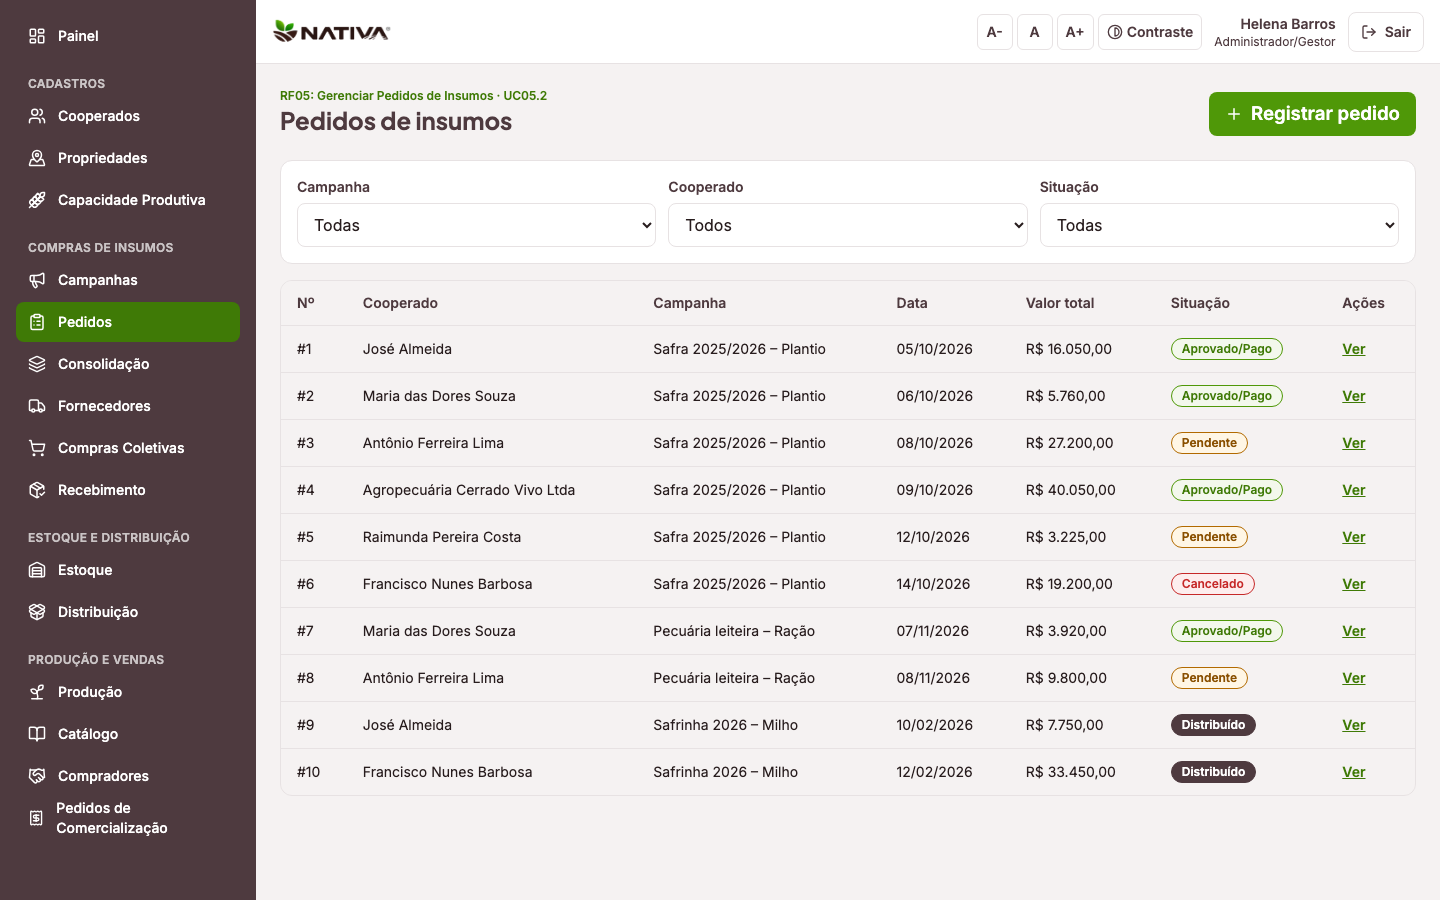 Painel
CADASTROS
Cooperados
Propriedades
Capacidade Produtiva
COMPRAS DE INSUMOS
Campanhas
Pedidos
Consolidação
Fornecedores
Compras Coletivas
Recebimento
ESTOQUE E DISTRIBUIÇÃO
Estoque
Distribuição
PRODUÇÃO E VENDAS
Produção
Catálogo
Compradores
Pedidos de
Comercialização
NATIVA
A- A A+ Contraste
Helena Barros
Administrador/Gestor
Sair
RF05: Gerenciar Pedidos de Insumos · UC05.2
Pedidos de insumos
+ Registrar pedido
Campanha Cooperado Situação
Todas Todos Todas
Nº Cooperado Campanha Data Valor total Situação Ações
#1 José Almeida Safra 2025/2026 – Plantio 05/10/2026 R$ 16.050,00 Aprovado/Pago Ver
#2 Maria das Dores Souza Safra 2025/2026 – Plantio 06/10/2026 R$ 5.760,00 Aprovado/Pago Ver
#3 Antônio Ferreira Lima Safra 2025/2026 – Plantio 08/10/2026 R$ 27.200,00 Pendente Ver
#4 Agropecuária Cerrado Vivo Ltda Safra 2025/2026 – Plantio 09/10/2026 R$ 40.050,00 Aprovado/Pago Ver
#5 Raimunda Pereira Costa Safra 2025/2026 – Plantio 12/10/2026 R$ 3.225,00 Pendente Ver
#6 Francisco Nunes Barbosa Safra 2025/2026 – Plantio 14/10/2026 R$ 19.200,00 Cancelado Ver
#7 Maria das Dores Souza Pecuária leiteira – Ração 07/11/2026 R$ 3.920,00 Aprovado/Pago Ver
#8 Antônio Ferreira Lima Pecuária leiteira – Ração 08/11/2026 R$ 9.800,00 Pendente Ver
#9 José Almeida Safrinha 2026 – Milho 10/02/2026 R$ 7.750,00 Distribuído Ver
#10 Francisco Nunes Barbosa Safrinha 2026 – Milho 12/02/2026 R$ 33.450,00 Distribuído Ver